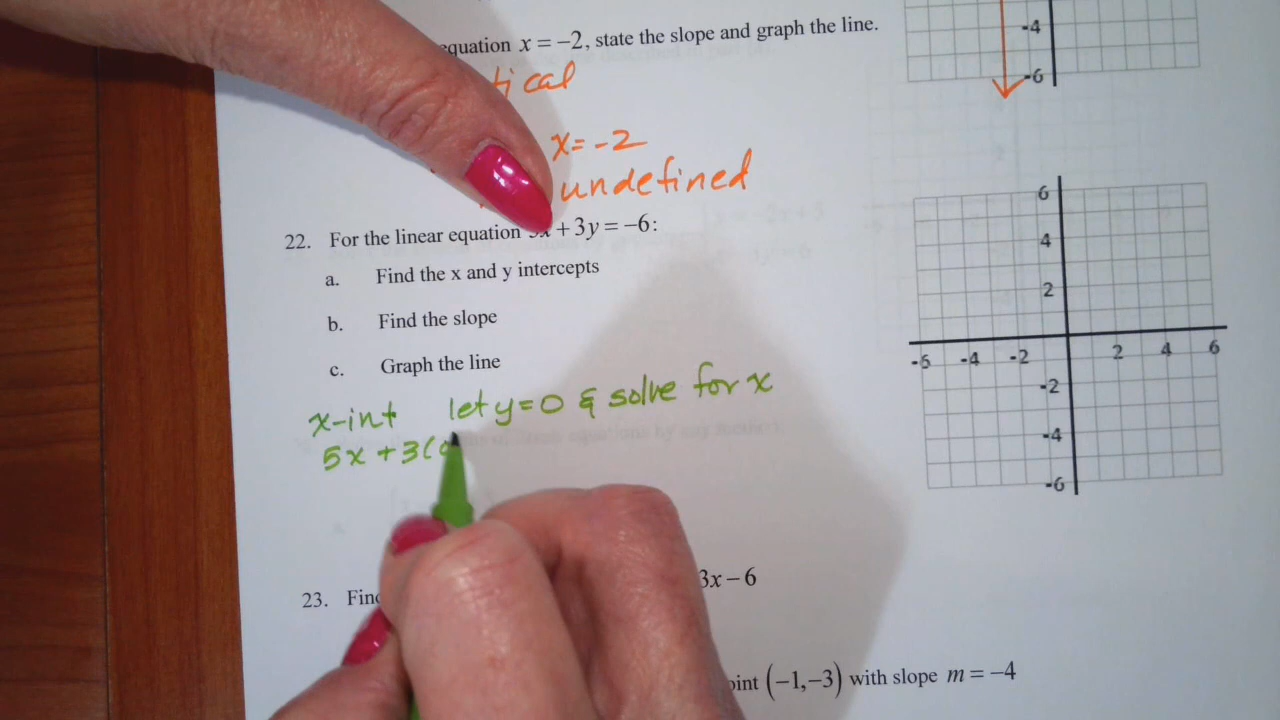 equation x = −2, state the slope and graph the line.
tical
x = -2
undefined
22. For the linear equation + 3y = −6:
a. Find the x and y intercepts
b. Find the slope
c. Graph the line
x-int let y = 0 & solve for x
5x + 3(
23. 3x − 6
(−1,−3) with slope m = −4
-4
-6
6
4
2
-6 -4 -2 2 4 6
-2
-4
-6